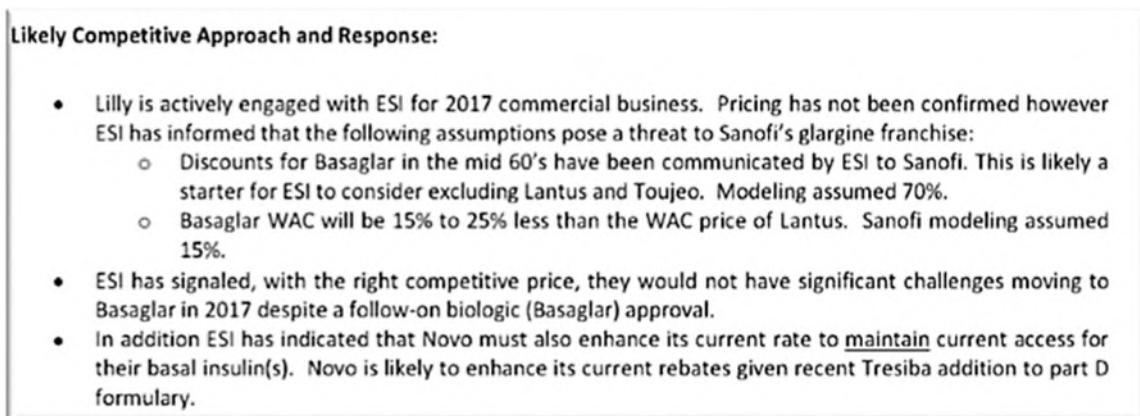 Likely Competitive Approach and Response:
• Lilly is actively engaged with ESI for 2017 commercial business. Pricing has not been confirmed however
ESI has informed that the following assumptions pose a threat to Sanofi's glargine franchise:
o Discounts for Basaglar in the mid 60's have been communicated by ESI to Sanofi. This is likely a
starter for ESI to consider excluding Lantus and Toujeo. Modeling assumed 70%.
o Basaglar WAC will be 15% to 25% less than the WAC price of Lantus. Sanofi modeling assumed
15%.
• ESI has signaled, with the right competitive price, they would not have significant challenges moving to
Basaglar in 2017 despite a follow-on biologic (Basaglar) approval.
• In addition ESI has indicated that Novo must also enhance its current rate to maintain current access for
their basal insulin(s). Novo is likely to enhance its current rebates given recent Tresiba addition to part D
formulary.